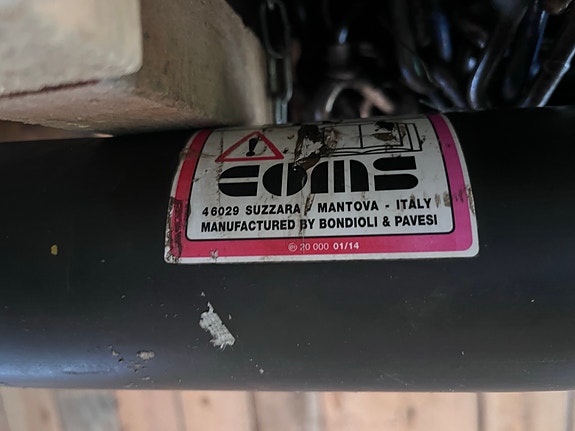 COMS
46029 SUZZARA - MANTOVA - ITALY
MANUFACTURED BY BONDIOLI & PAVESI
20 000 01/14